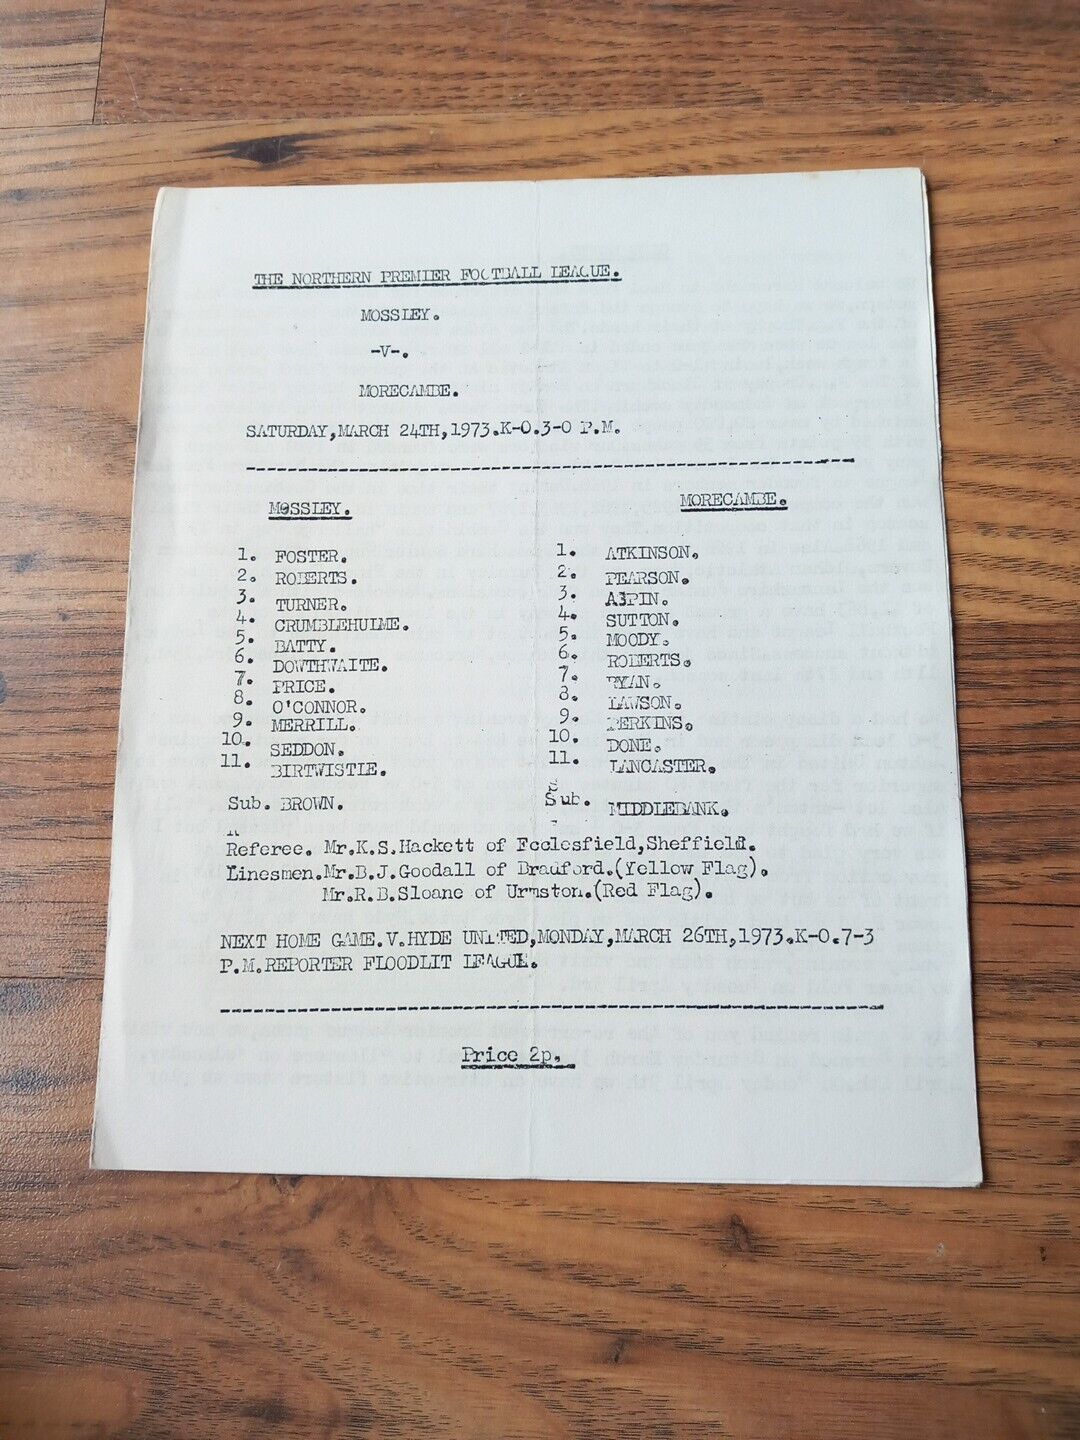 THE NORTHERN PREMIER FOOTBALL LEAGUE.
MOSSLEY.
-V-.
MORECAMBE.
SATURDAY,MARCH 24TH,1973.K-O.3-0 P.M.
MOSSLEY.
1. FOSTER.
2. ROBERTS.
3. TURNER.
4. CRUMBLEHULME.
5. BATTY.
6. DOWTHWAITE.
7. PRICE.
8. O'CONNOR.
9. MERRILL.
10. SEDDON.
11. BIRTWISTLE.
Sub. BROWN.
MORECAMBE.
1. ATKINSON.
2. PEARSON.
3. ASPIN.
4. SUTTON.
5. MOODY.
6. ROBERTS.
7. RYAN.
8. LAWSON.
9. PERKINS.
10. DONE.
11. LANCASTER.
Sub. MIDDLEBANK.
Referee. Mr.K.S.Hackett of Ecclesfield,Sheffield.
Linesmen.Mr.B.J.Goodall of Bradford.(Yellow Flag).
Mr.R.B.Sloane of Urmston.(Red Flag).
NEXT HOME GAME.V.HYDE UNITED,MONDAY,MARCH 26TH,1973.K-O.7-3
P.M.REPORTER FLOODLIT LEAGUE.
Price 2p.